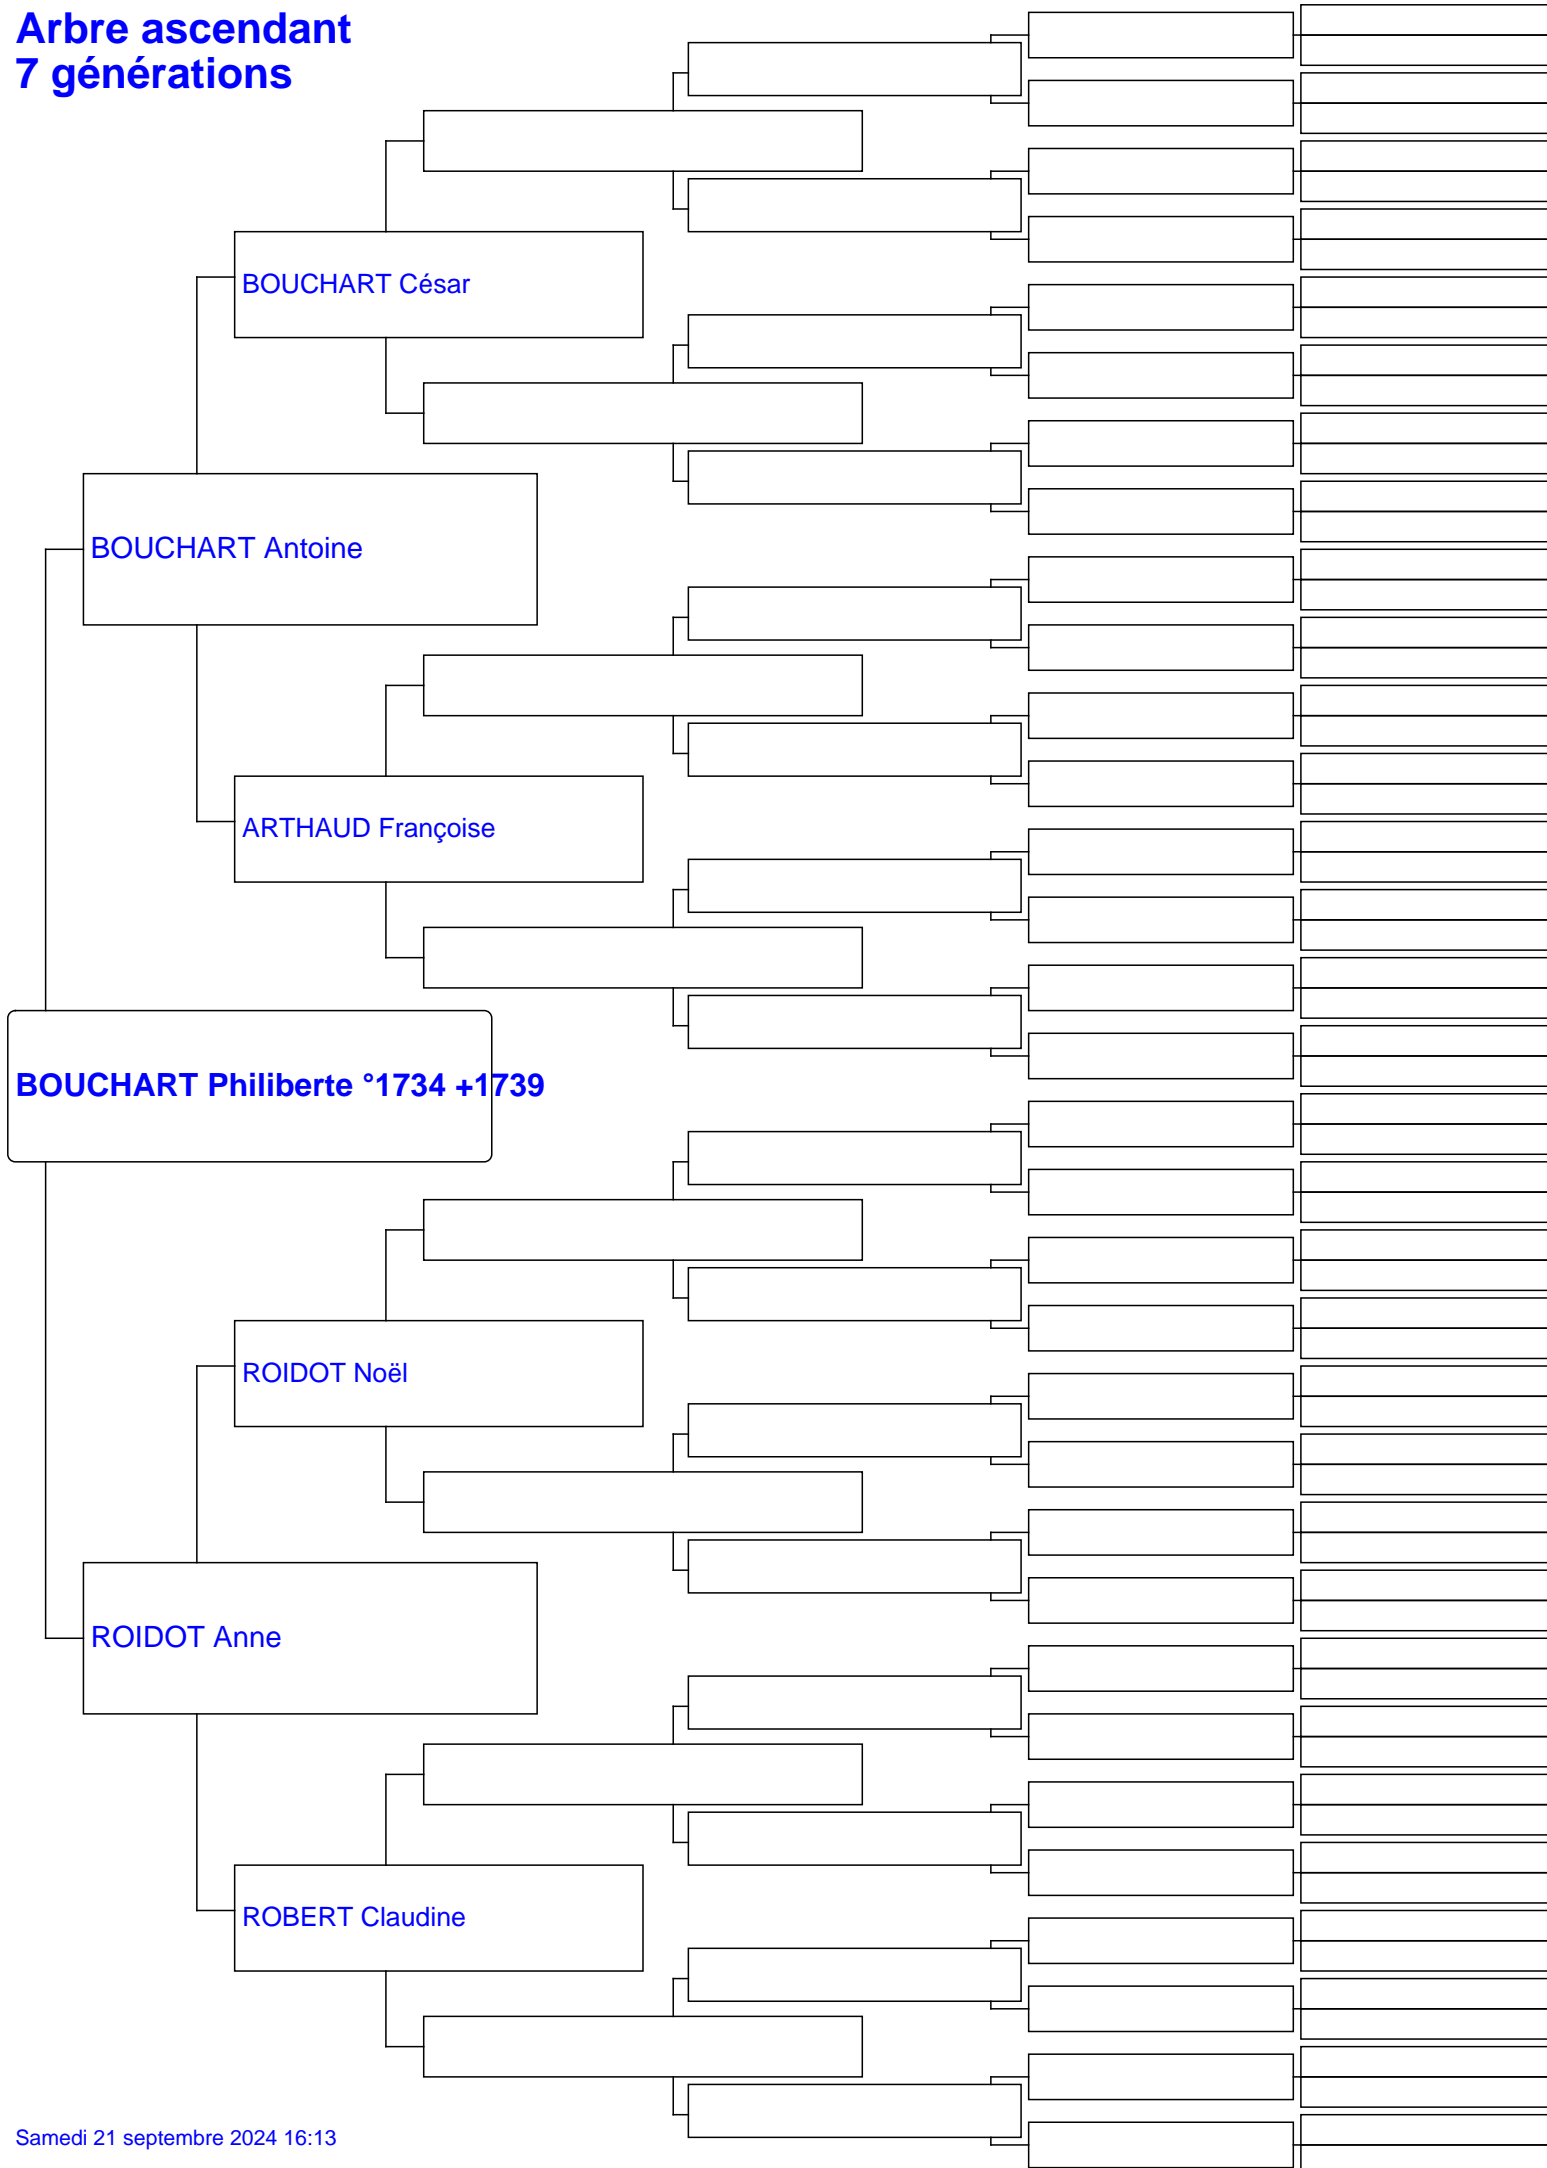 Arbre ascendant
7 générations
BOUCHART César
BOUCHART Antoine
ARTHAUD Françoise
BOUCHART Philiberte °1734 +1739
ROIDOT Noël
ROIDOT Anne
ROBERT Claudine
Samedi 21 septembre 2024 16:13